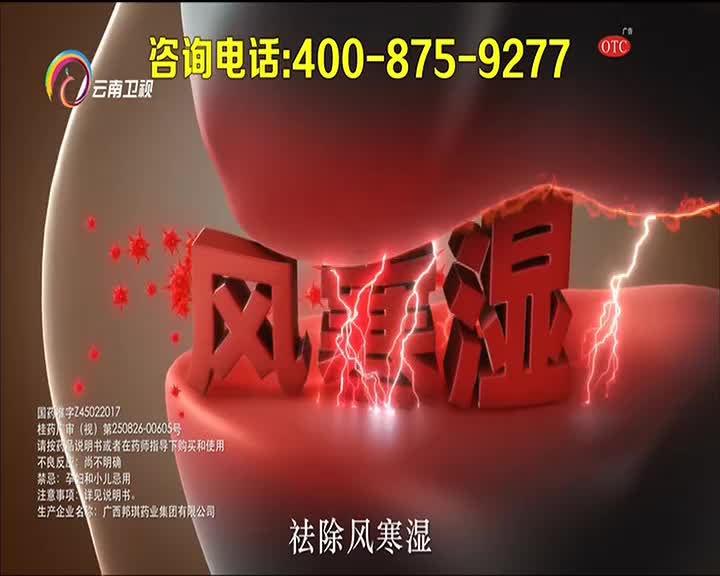 咨询电话:400-875-9277
广告
OTC
云南卫视
风寒湿
国药准字Z45022017
桂药广审（视）第250826-00605号
请按药品说明书或者在药师指导下购买和使用
不良反应：尚不明确
禁忌：孕妇和小儿忌用
注意事项：详见说明书。
生产企业名称：广西邦琪药业集团有限公司
祛除风寒湿